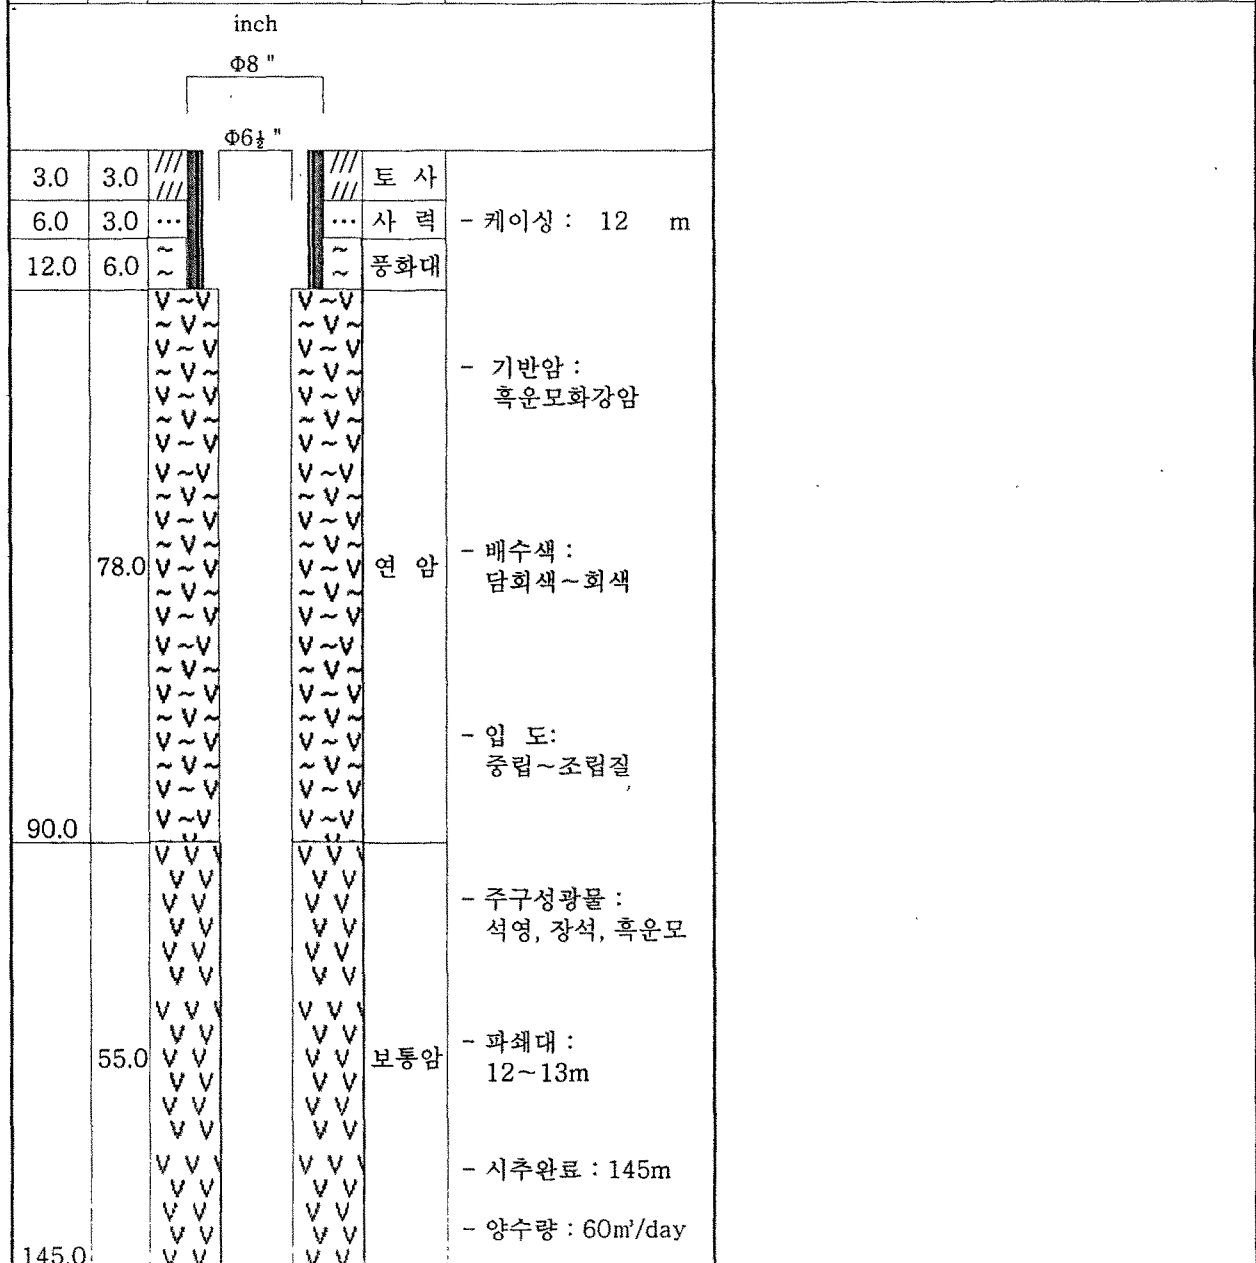 inch
Φ8 "
Φ6½ "
3.0 3.0 토 사
6.0 3.0 사 력 - 케이싱 : 12 m
12.0 6.0 풍화대
- 기반암 :
흑운모화강암
78.0 연 암
- 배수색 :
담회색~회색
- 입 도:
중립~조립질
90.0
- 주구성광물 :
석영, 장석, 흑운모
55.0 보통암
- 파쇄대 :
12~13m
- 시추완료 : 145m
- 양수량 : 60㎥/day
145.0